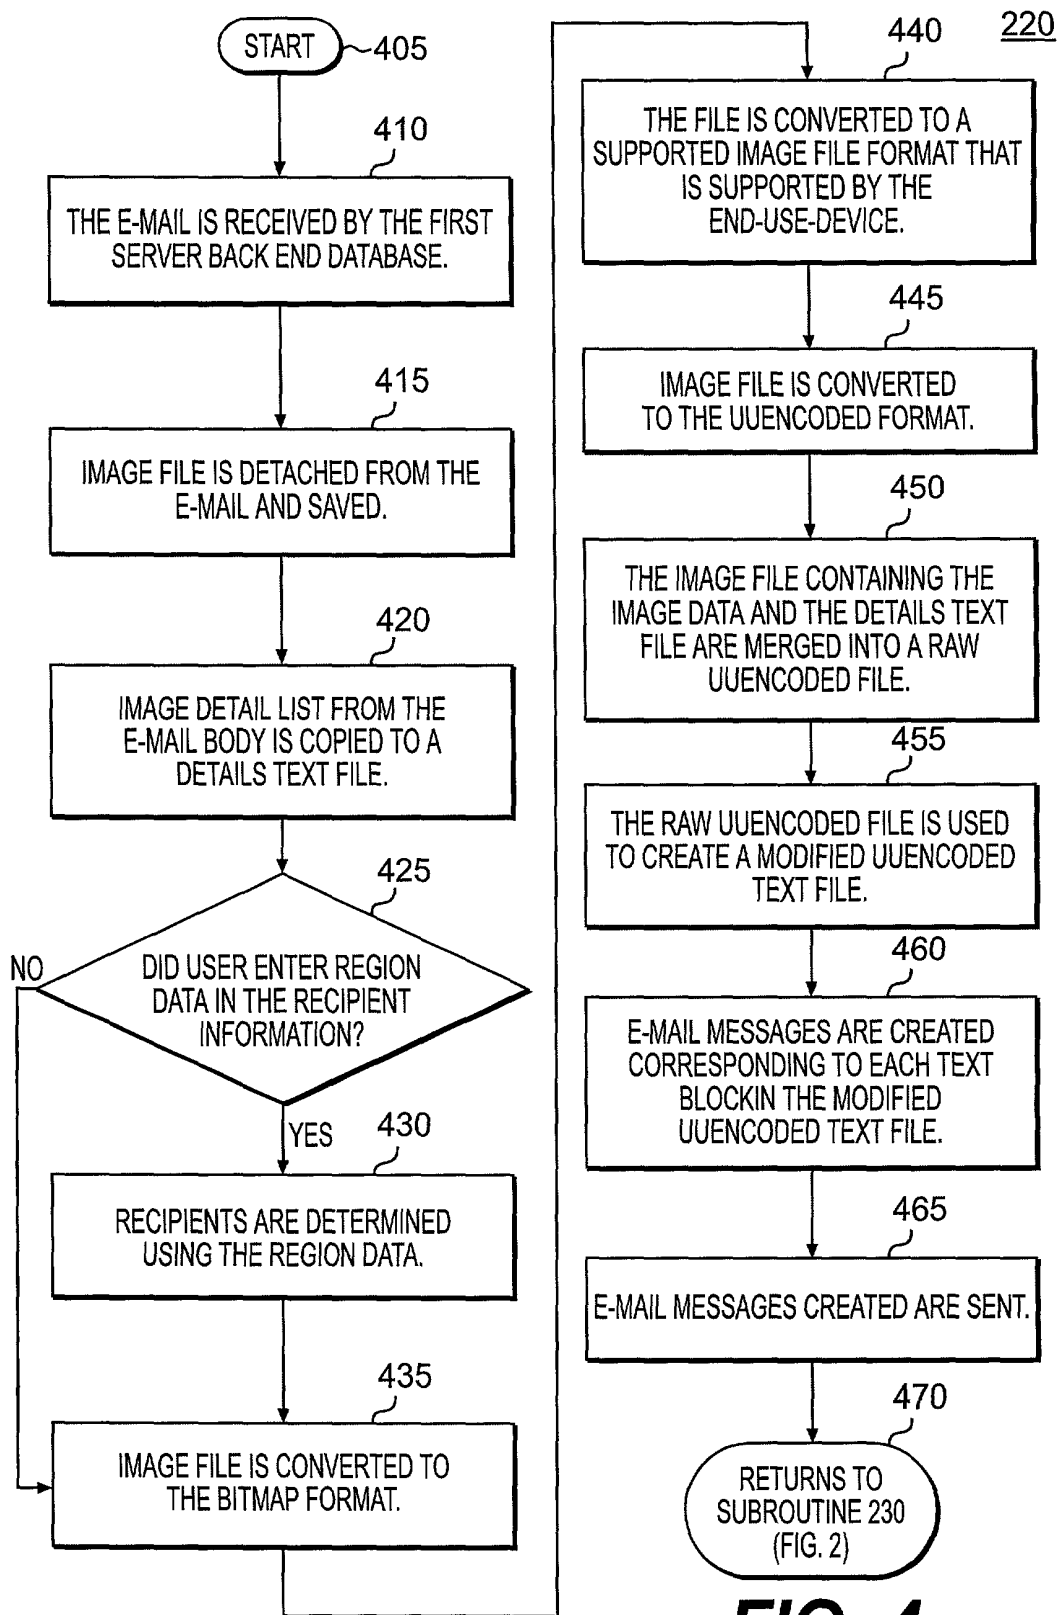 220
START
405
410
THE E-MAIL IS RECEIVED BY THE FIRST
SERVER BACK END DATABASE.
415
IMAGE FILE IS DETACHED FROM THE
E-MAIL AND SAVED.
420
IMAGE DETAIL LIST FROM THE
E-MAIL BODY IS COPIED TO A
DETAILS TEXT FILE.
425
DID USER ENTER REGION
DATA IN THE RECIPIENT
INFORMATION?
NO
YES
430
RECIPIENTS ARE DETERMINED
USING THE REGION DATA.
435
IMAGE FILE IS CONVERTED TO
THE BITMAP FORMAT.
440
THE FILE IS CONVERTED TO A
SUPPORTED IMAGE FILE FORMAT THAT
IS SUPPORTED BY THE
END-USE-DEVICE.
445
IMAGE FILE IS CONVERTED
TO THE UUENCODED FORMAT.
450
THE IMAGE FILE CONTAINING THE
IMAGE DATA AND THE DETAILS TEXT
FILE ARE MERGED INTO A RAW
UUENCODED FILE.
455
THE RAW UUENCODED FILE IS USED
TO CREATE A MODIFIED UUENCODED
TEXT FILE.
460
E-MAIL MESSAGES ARE CREATED
CORRESPONDING TO EACH TEXT
BLOCKIN THE MODIFIED
UUENCODED TEXT FILE.
465
E-MAIL MESSAGES CREATED ARE SENT.
470
RETURNS TO
SUBROUTINE 230
(FIG. 2)
FIG. 4